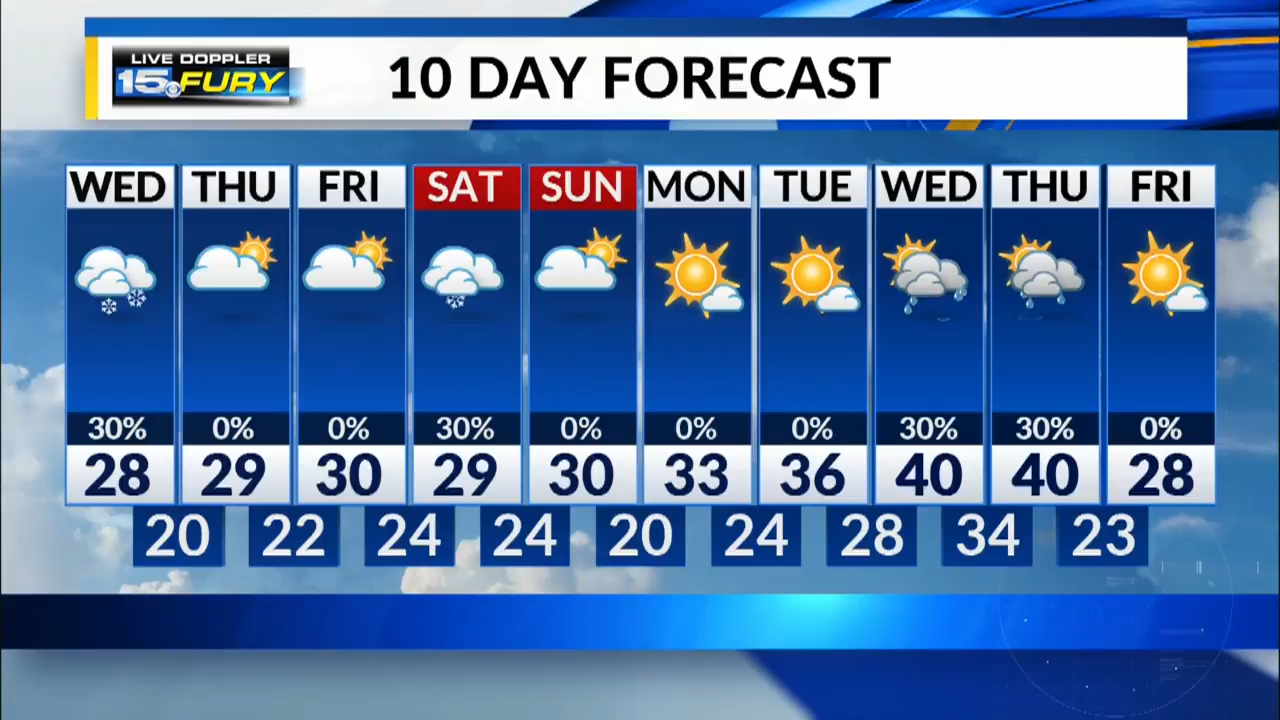 LIVE DOPPLER
15 FURY
10 DAY FORECAST
WED THU FRI SAT SUN MON TUE WED THU FRI
30% 0% 0% 30% 0% 0% 0% 30% 30% 0%
28 29 30 29 30 33 36 40 40 28
20 22 24 24 20 24 28 34 23